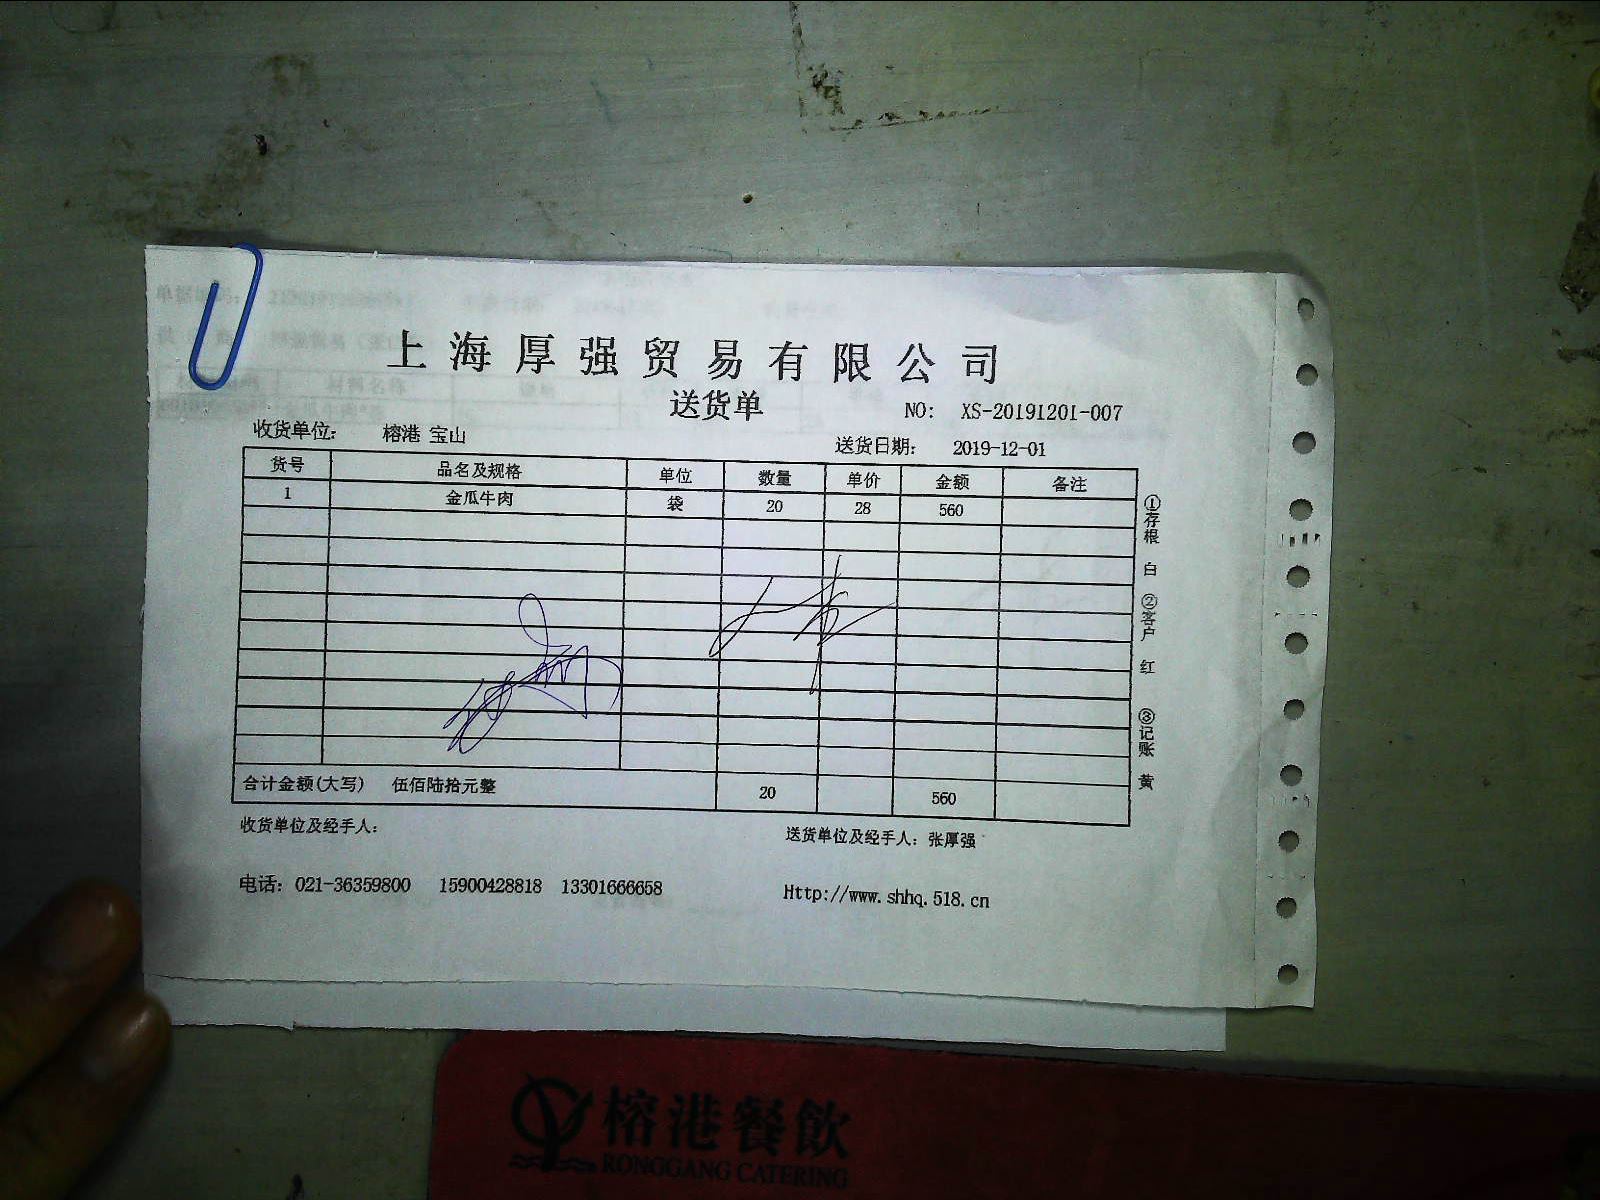 上海厚强贸易有限公司
送货单
NO: XS-20191201-007
收货单位: 榕港 宝山
送货日期: 2019-12-01
货号 品名及规格 单位 数量 单价 金额 备注
1 金瓜牛肉 袋 20 28 560
合计金额(大写) 伍佰陆拾元整 20 560
①存根 白 ②客户 红 ③记账 黄
收货单位及经手人:
送货单位及经手人: 张厚强
电话: 021-36359800 15900428818 13301666658
Http://www.shhq.518.cn
榕港餐飲
RONGGANG CATERING